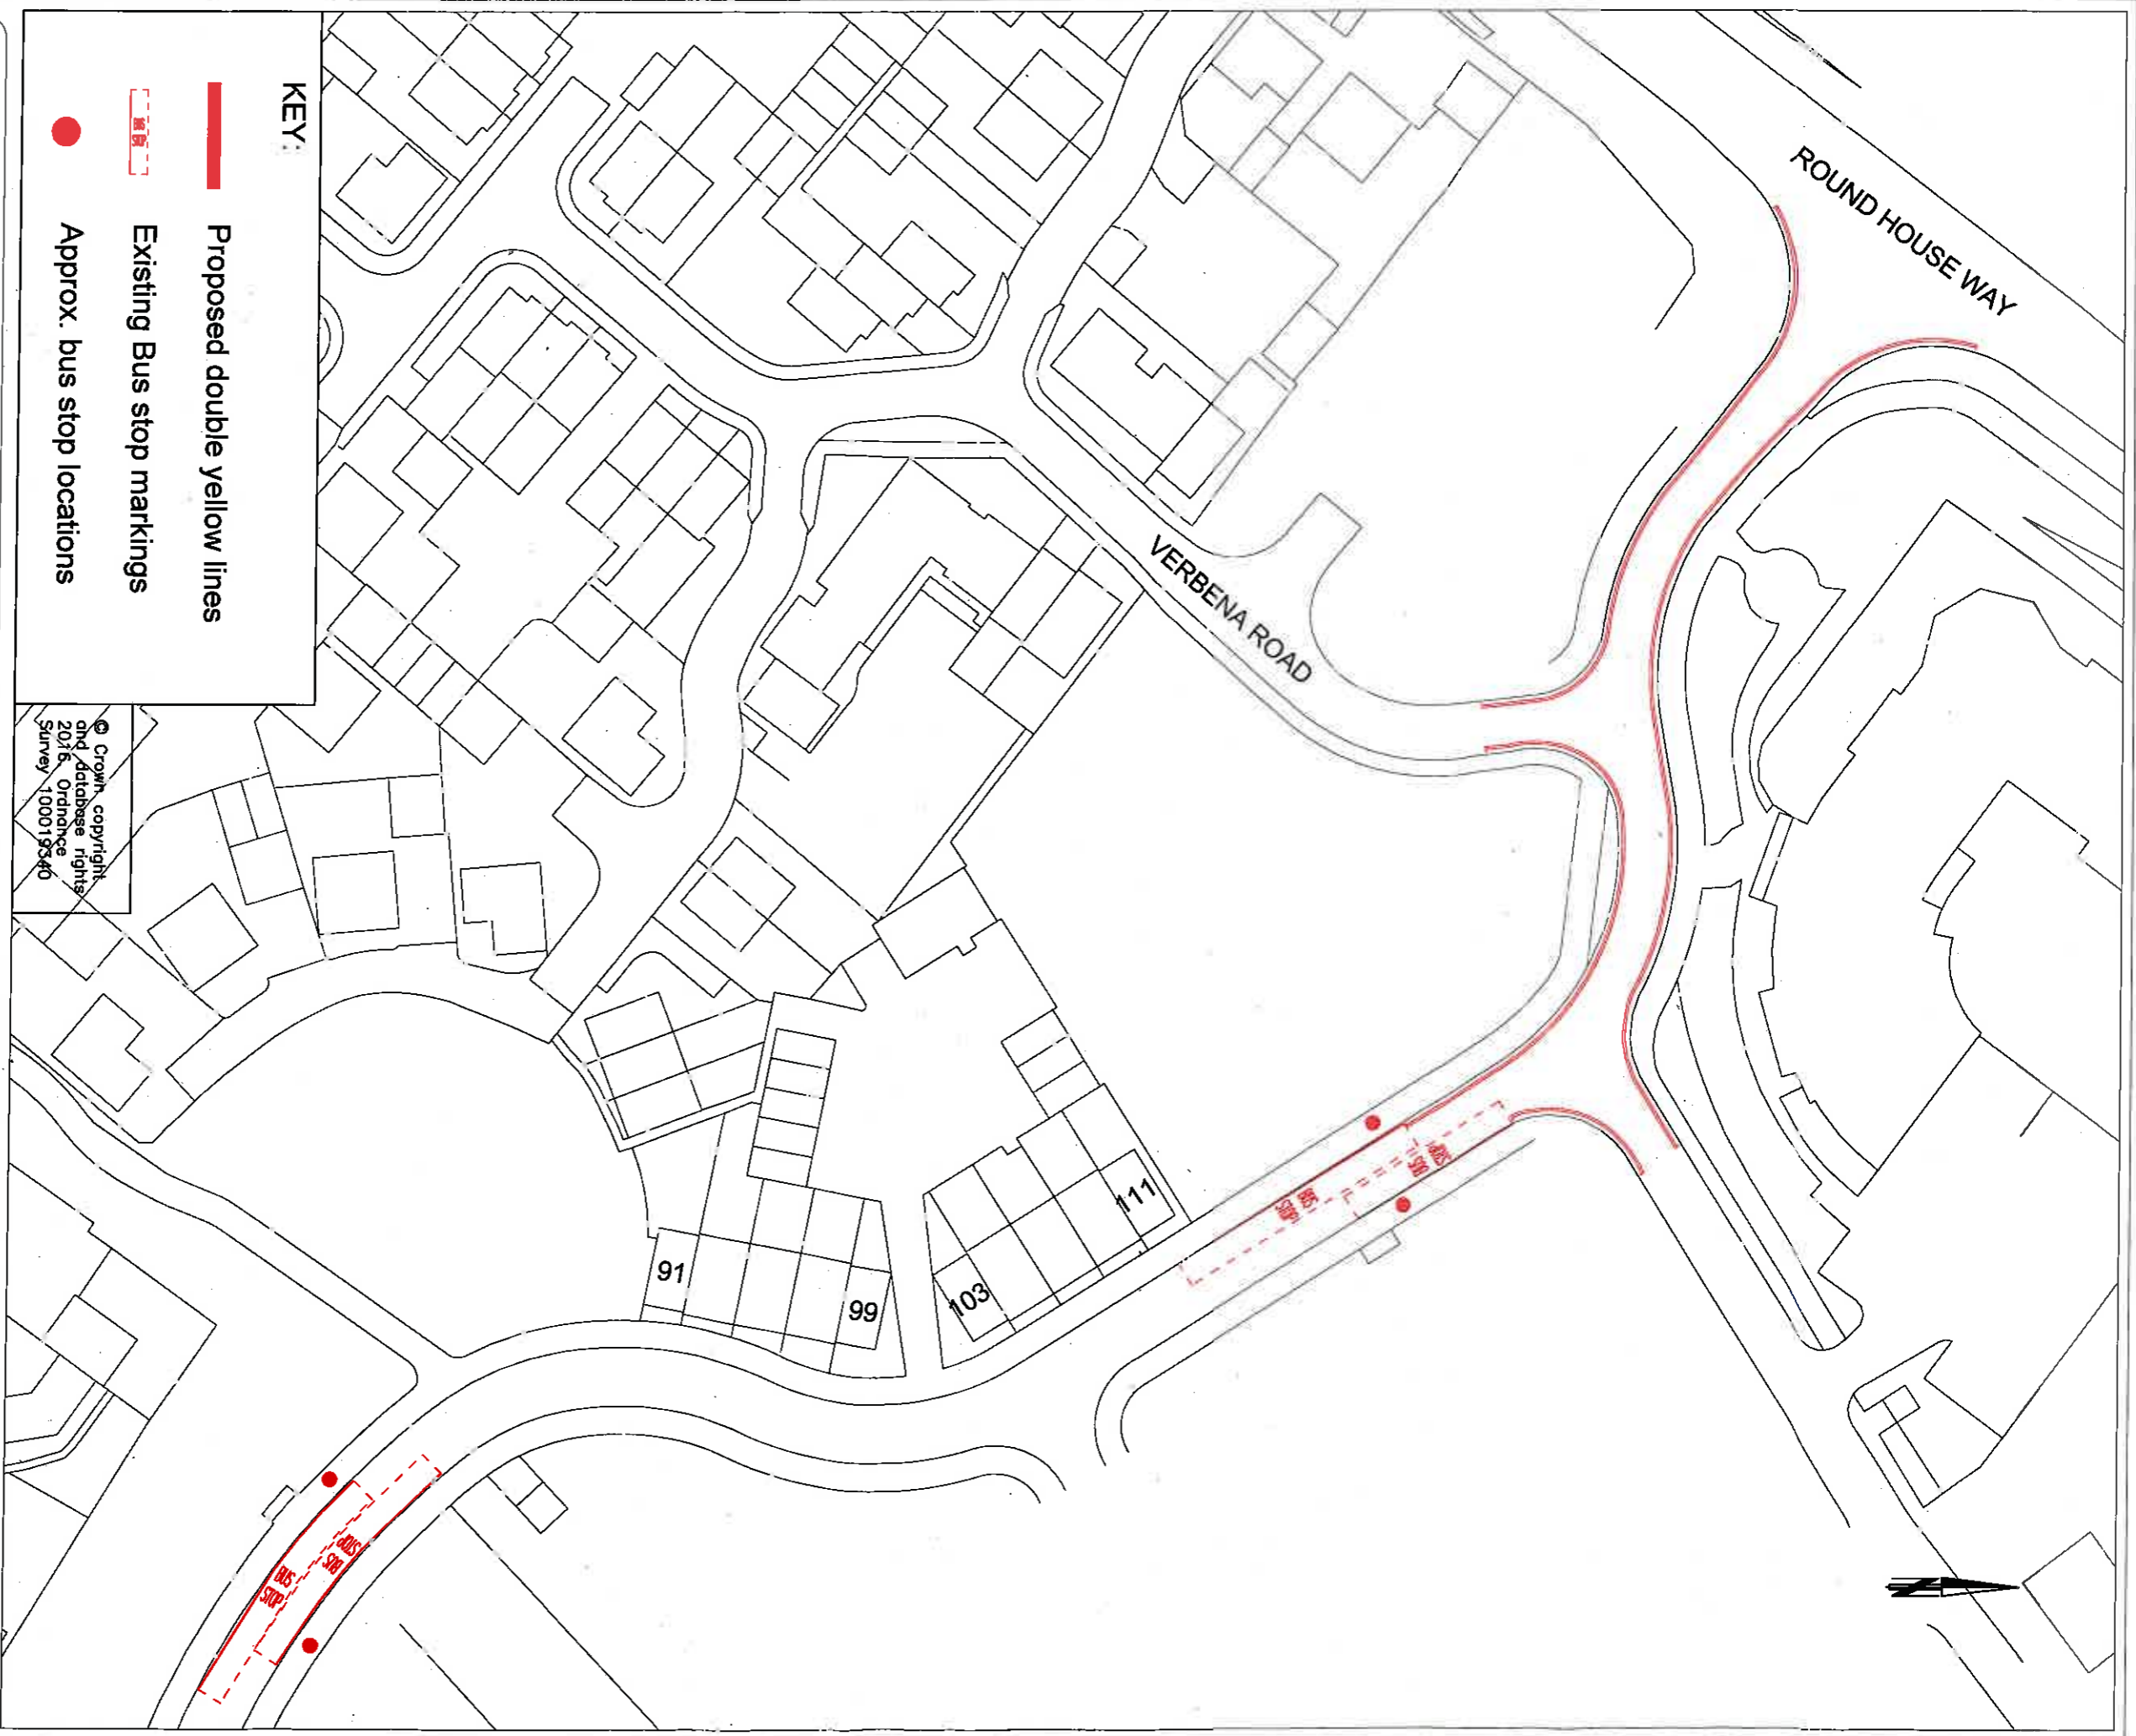 KEY:
Proposed double yellow lines
BUS STOP
Existing Bus stop markings
Approx. bus stop locations
© Crown copyright
and database rights
2016 Ordnance
Survey 100019340
ROUND HOUSE WAY
VERBENA ROAD
111
103
99
91
BUS
STOP
BUS
STOP
BUS
STOP
BUS
STOP
N